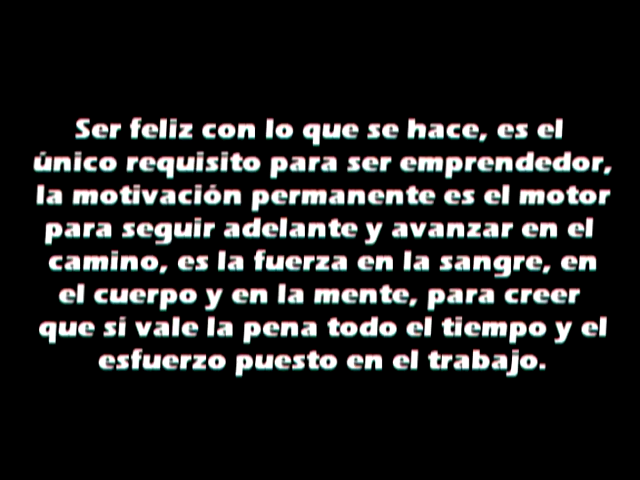 Ser feliz con lo que se hace, es el
único requisito para ser emprendedor,
la motivación permanente es el motor
para seguir adelante y avanzar en el
camino, es la fuerza en la sangre, en
el cuerpo y en la mente, para creer
que si vale la pena todo el tiempo y el
esfuerzo puesto en el trabajo.